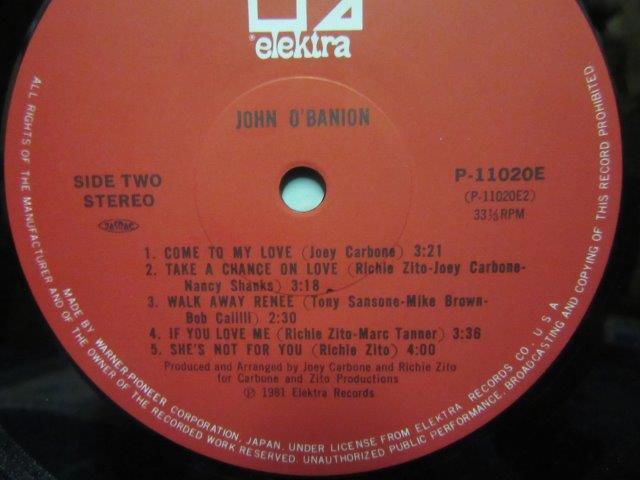 elektra
JOHN O'BANION
SIDE TWO
STEREO
JASRAC
P-11020E
(P-11020E2)
33⅓RPM
1. COME TO MY LOVE (Joey Carbone) 3:21
2. TAKE A CHANCE ON LOVE (Richie Zito-Joey Carbone-
Nancy Shanks) 3:18
3. WALK AWAY RENEE (Tony Sansone-Mike Brown-
Bob Calilli) 2:30
4. IF YOU LOVE ME (Richie Zito-Marc Tanner) 3:36
5. SHE'S NOT FOR YOU (Richie Zito) 4:00
Produced and Arranged by Joey Carbone and Richie Zito
for Carbone and Zito Productions
℗ 1981 Elektra Records
MADE BY WARNER-PIONEER CORPORATION, JAPAN. UNDER LICENSE FROM ELEKTRA RECORDS CO., U S A
ALL RIGHTS OF THE MANUFACTURER AND OF THE OWNER OF THE RECORDED WORK RESERVED. UNAUTHORIZED PUBLIC PERFORMANCE, BROADCASTING AND COPYING OF THIS RECORD PROHIBITED.